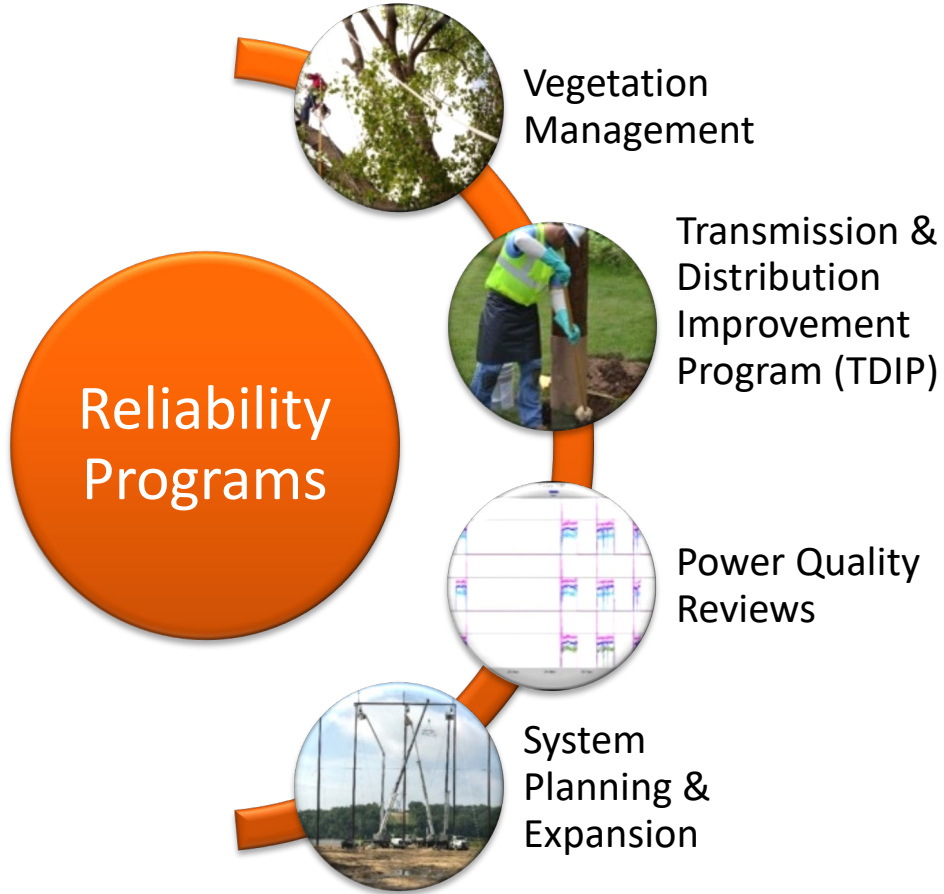 Vegetation
Management
Transmission &
Distribution
Improvement
Program (TDIP)
Reliability
Programs
Power Quality
Reviews
System
Planning &
Expansion